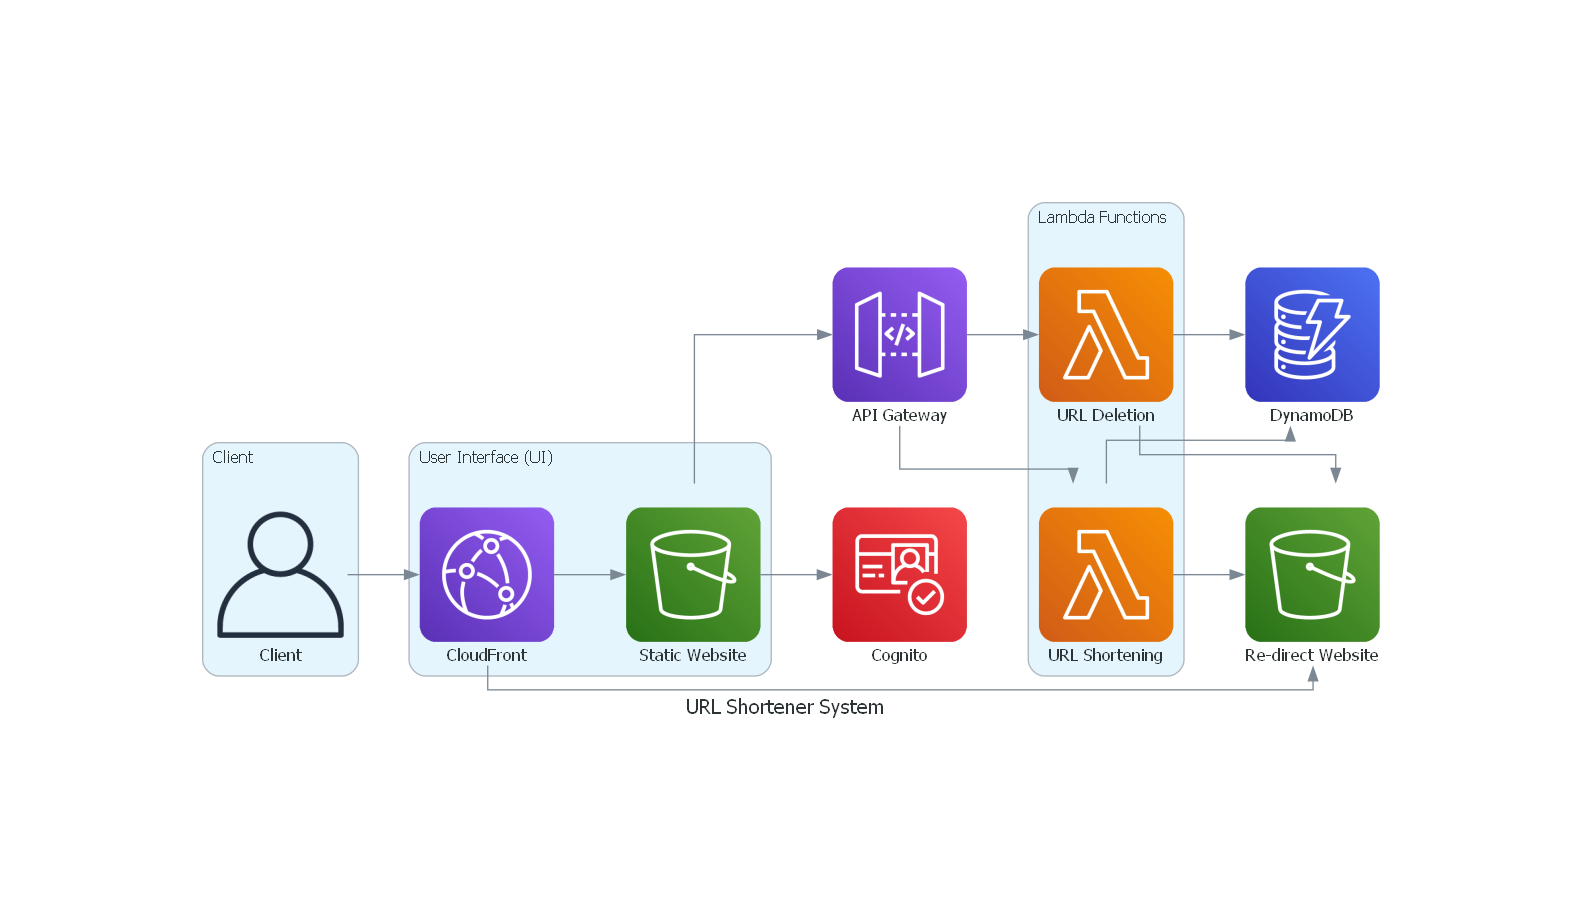 Lambda Functions
API Gateway
URL Deletion
DynamoDB
Client
User Interface (UI)
Client
CloudFront
Static Website
Cognito
URL Shortening
Re-direct Website
URL Shortener System